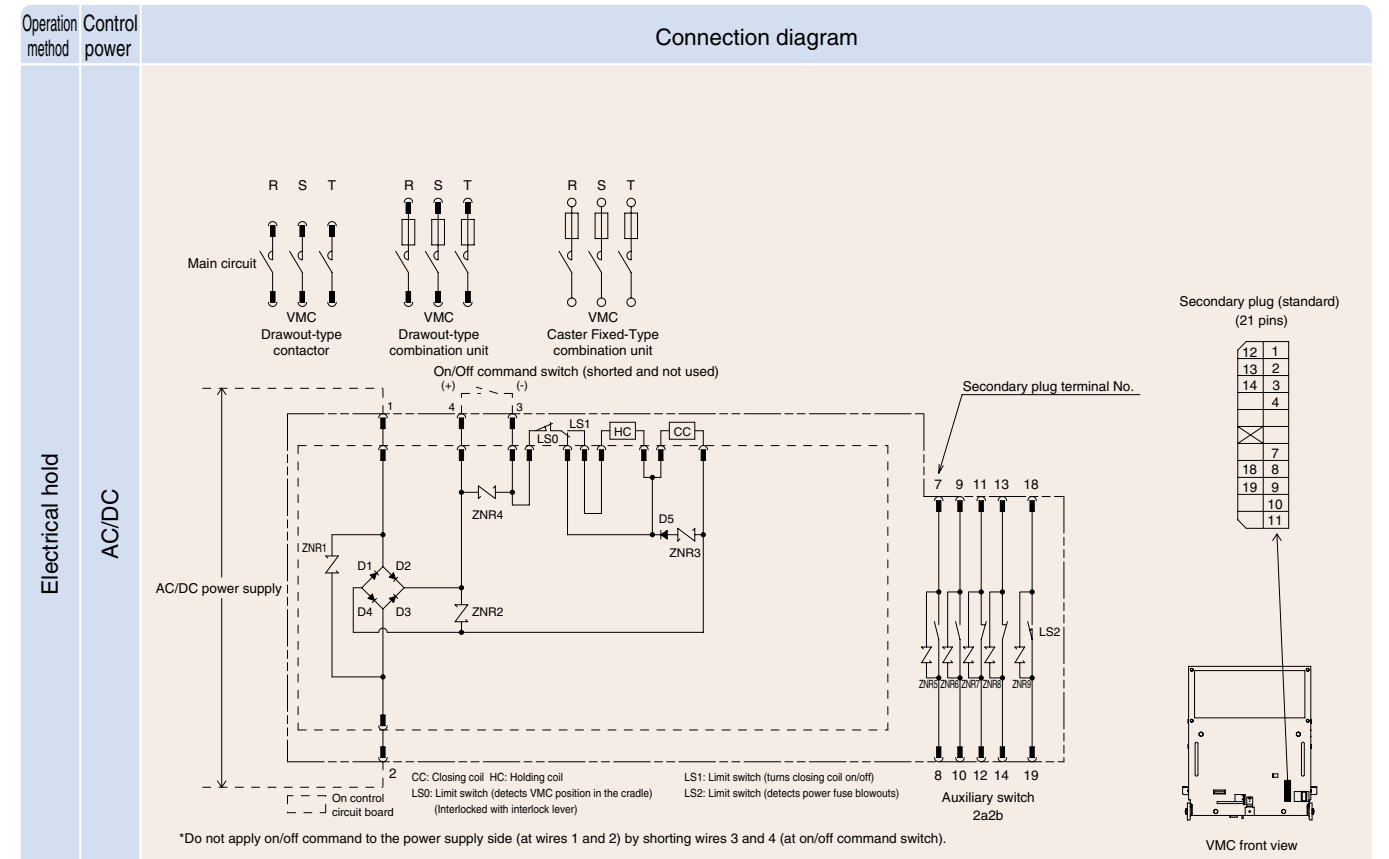 Operation method
Control power
Connection diagram
Electrical hold
AC/DC
R S T
R S T
R S T
Main circuit
VMC
Drawout-type
contactor
VMC
Drawout-type
combination unit
VMC
Caster Fixed-Type
combination unit
On/Off command switch (shorted and not used)
(+) (-)
1 4 3
LS0 LS1 HC CC
ZNR4
D5
ZNR3
ZNR1
D1 D2
D4 D3
ZNR2
AC/DC power supply
2
Secondary plug terminal No.
7 9 11 13 18
LS2
ZNR5 ZNR6 ZNR7 ZNR8 ZNR9
8 10 12 14 19
Auxiliary switch
2a2b
Secondary plug (standard)
(21 pins)
12 1
13 2
14 3
4
7
18 8
19 9
10
11
VMC front view
On control
circuit board
CC: Closing coil HC: Holding coil
LS0: Limit switch (detects VMC position in the cradle)
(Interlocked with interlock lever)
LS1: Limit switch (turns closing coil on/off)
LS2: Limit switch (detects power fuse blowouts)
*Do not apply on/off command to the power supply side (at wires 1 and 2) by shorting wires 3 and 4 (at on/off command switch).